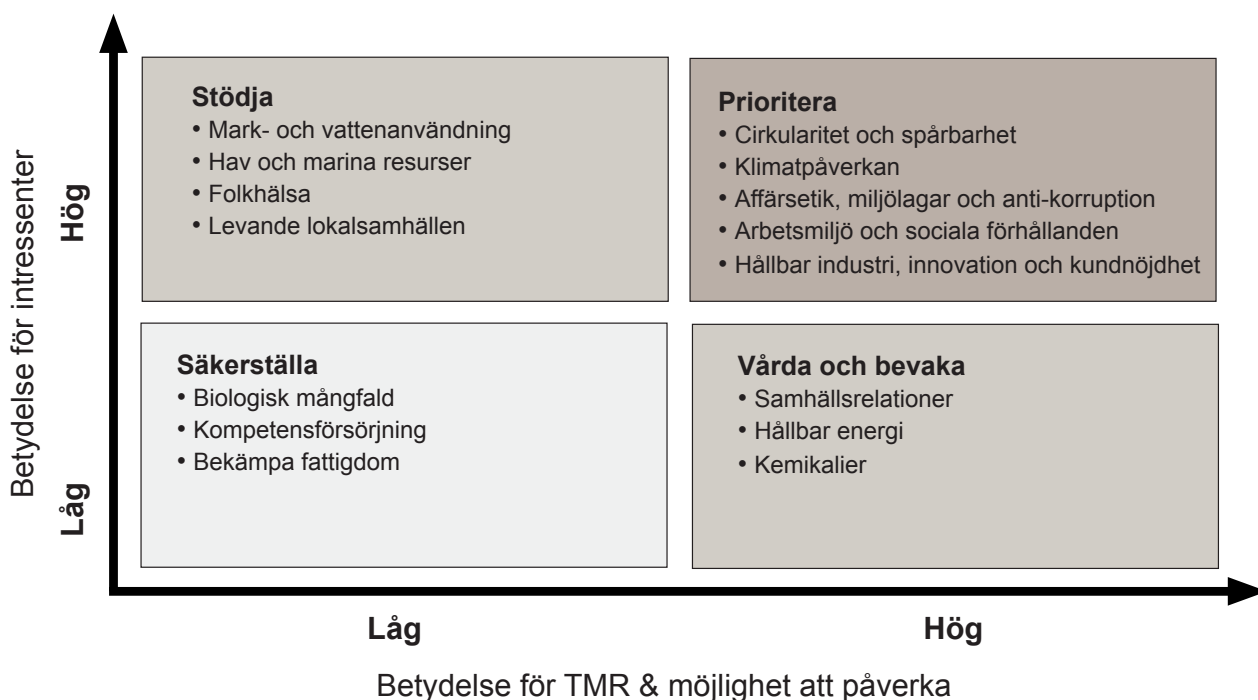 Betydelse för intressenter
Hög
Låg
Stödja
• Mark- och vattenanvändning
• Hav och marina resurser
• Folkhälsa
• Levande lokalsamhällen
Prioritera
• Cirkularitet och spårbarhet
• Klimatpåverkan
• Affärsetik, miljölagar och anti-korruption
• Arbetsmiljö och sociala förhållanden
• Hållbar industri, innovation och kundnöjdhet
Säkerställa
• Biologisk mångfald
• Kompetensförsörjning
• Bekämpa fattigdom
Vårda och bevaka
• Samhällsrelationer
• Hållbar energi
• Kemikalier
Låg
Hög
Betydelse för TMR & möjlighet att påverka